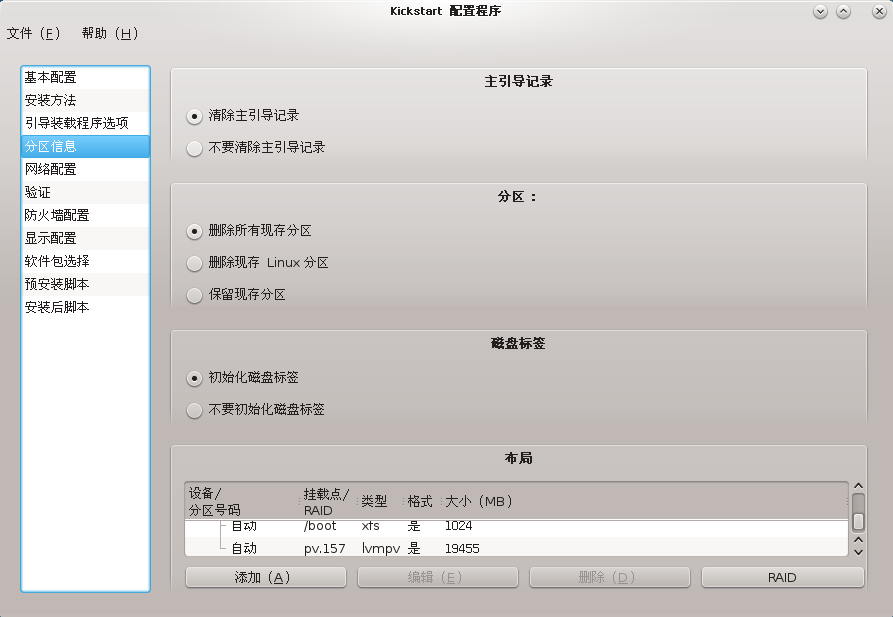 Kickstart 配置程序
文件（F） 帮助（H）
基本配置
安装方法
引导装载程序选项
分区信息
网络配置
验证
防火墙配置
显示配置
软件包选择
预安装脚本
安装后脚本
主引导记录
清除主引导记录
不要清除主引导记录
分区：
删除所有现存分区
删除现存 Linux 分区
保留现存分区
磁盘标签
初始化磁盘标签
不要初始化磁盘标签
布局
设备/
分区号码
挂载点/
RAID
类型
格式
大小（MB）
自动 /boot xfs 是 1024
自动 pv.157 lvmpv 是 19455
添加（A） 编辑（E） 删除（D） RAID